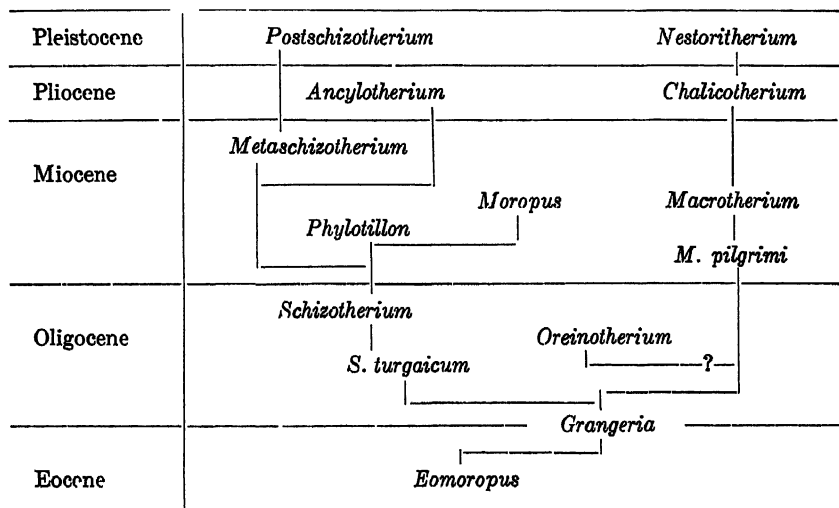 Pleistocene Postschizotherium Nestoritherium
Pliocene Ancylotherium Chalicotherium
Metaschizotherium
Miocene
Moropus Macrotherium
Phylotillon
M. pilgrimi
Schizotherium
Oligocene Oreinotherium
S. turgaicum ?
Grangeria
Eocene Eomoropus